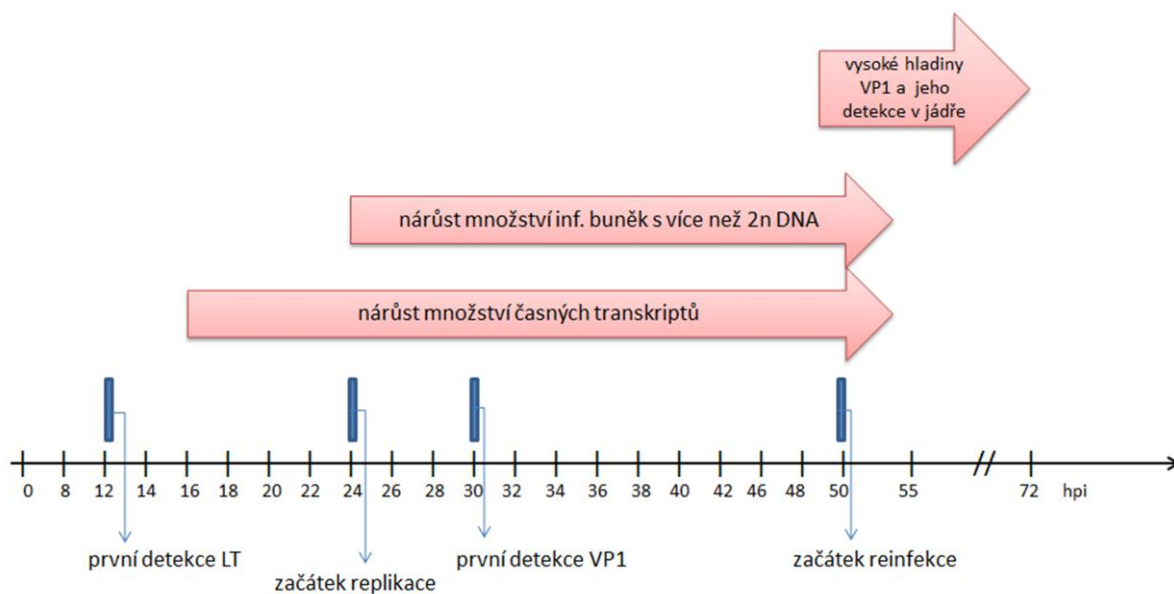 vysoké hladiny
VP1 a jeho
detekce v jádře
nárůst množství inf. buněk s více než 2n DNA
nárůst množství časných transkriptů
0 8 12 14 16 18 20 22 24 26 28 30 32 34 36 38 40 42 46 48 50 55 72 hpi
první detekce LT
začátek replikace
první detekce VP1
začátek reinfekce